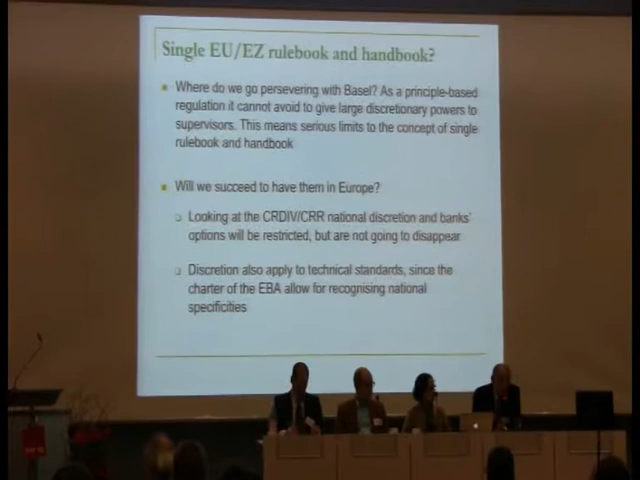 Single EU/EZ rulebook and handbook?
Where do we go persevering with Basel? As a principle-based
regulation it cannot avoid to give large discretionary powers to
supervisors. This means serious limits to the concept of single
rulebook and handbook
Will we succeed to have them in Europe?
Looking at the CRDIV/CRR national discretion and banks'
options will be restricted, but are not going to disappear
Discretion also apply to technical standards, since the
charter of the EBA allow for recognising national
specificities